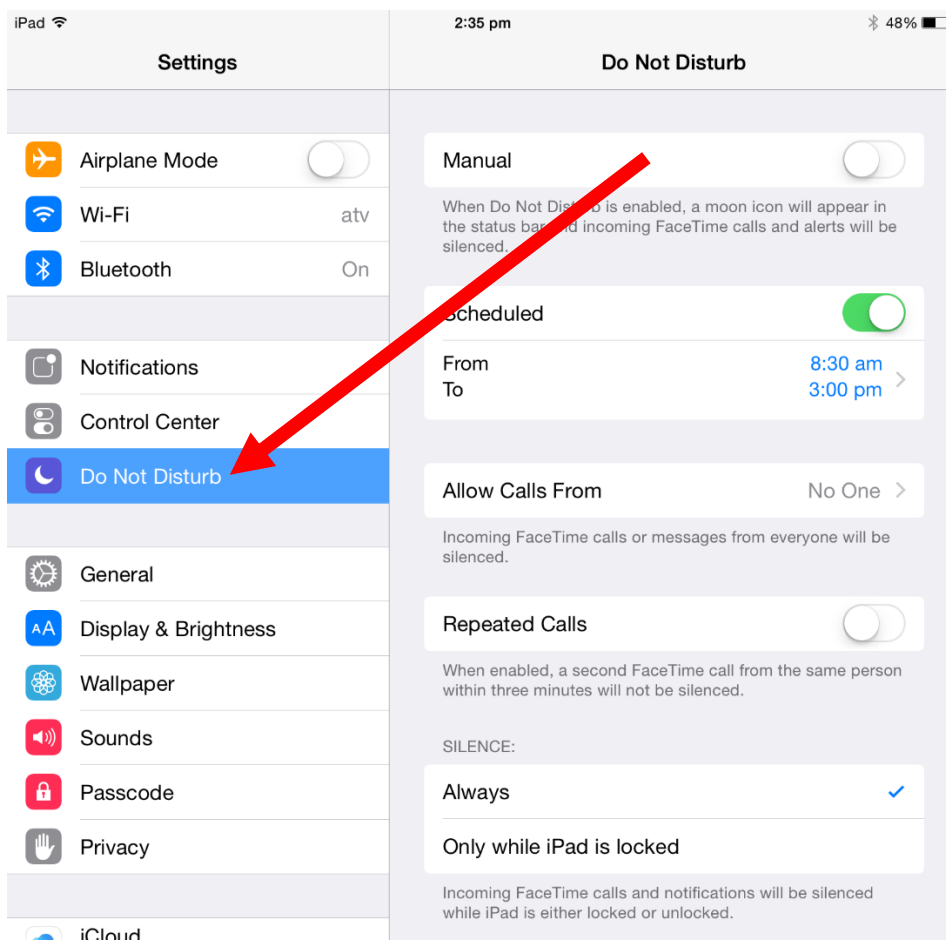 iPad 2:35 pm 48%
Settings
Airplane Mode
Wi-Fi atv
Bluetooth On
Notifications
Control Center
Do Not Disturb
General
Display & Brightness
Wallpaper
Sounds
Passcode
Privacy
iCloud
Do Not Disturb
Manual
When Do Not Disturb is enabled, a moon icon will appear in
the status bar and incoming FaceTime calls and alerts will be
silenced.
Scheduled
From 8:30 am
To 3:00 pm
Allow Calls From No One
Incoming FaceTime calls or messages from everyone will be
silenced.
Repeated Calls
When enabled, a second FaceTime call from the same person
within three minutes will not be silenced.
SILENCE:
Always
Only while iPad is locked
Incoming FaceTime calls and notifications will be silenced
while iPad is either locked or unlocked.